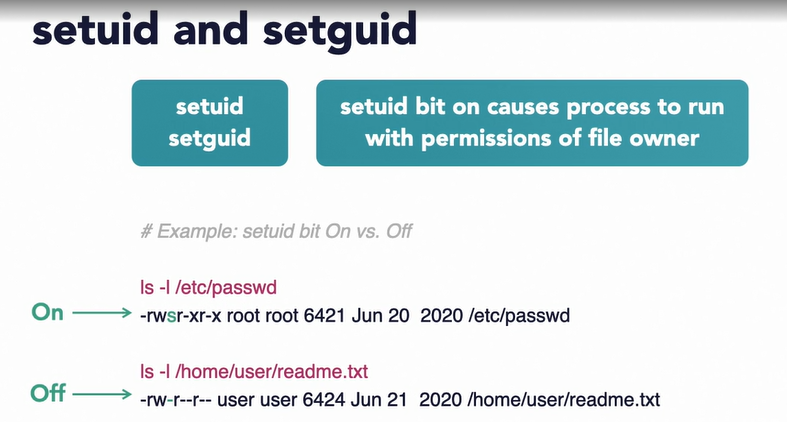 setuid and setguid
setuid
setguid
setuid bit on causes process to run
with permissions of file owner
# Example: setuid bit On vs. Off
ls -l /etc/passwd
On
-rwsr-xr-x root root 6421 Jun 20  2020 /etc/passwd
ls -l /home/user/readme.txt
Off
-rw-r--r-- user user 6424 Jun 21  2020 /home/user/readme.txt